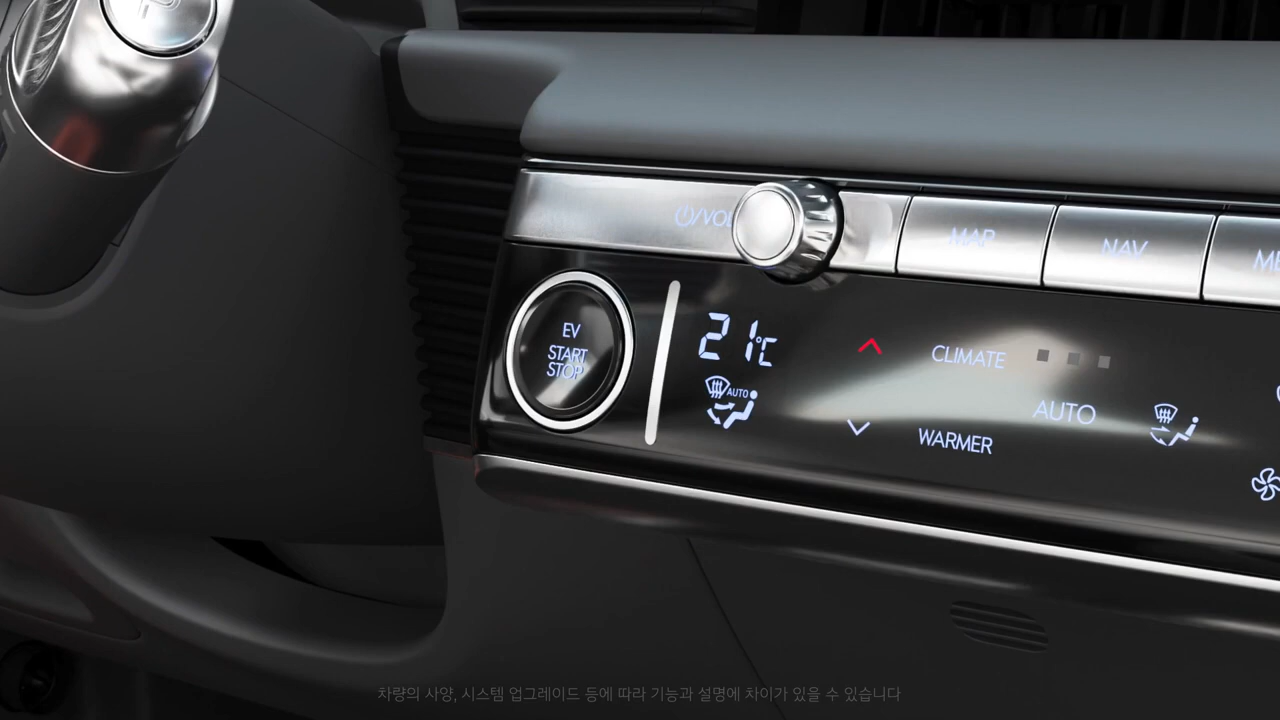 P
MAP
NAV
EV
START
STOP
21℃
AUTO
CLIMATE
AUTO
WARMER
차량의 사양, 시스템 업그레이드 등에 따라 기능과 설명에 차이가 있을 수 있습니다